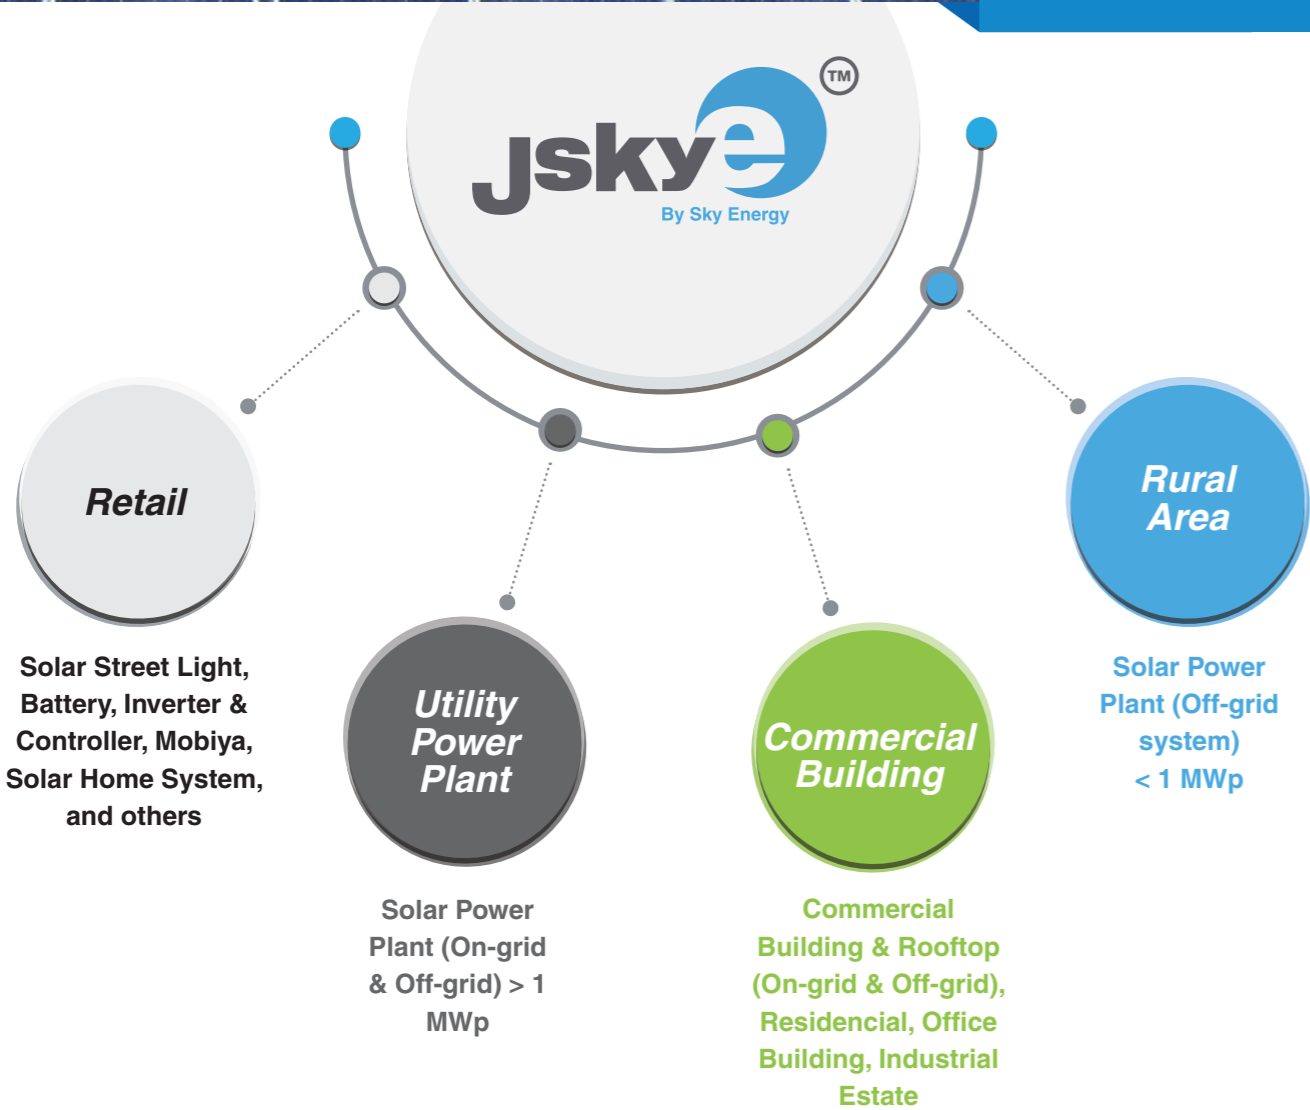 Jskye
TM
By Sky Energy
Retail
Solar Street Light,
Battery, Inverter &
Controller, Mobiya,
Solar Home System,
and others
Utility
Power
Plant
Solar Power
Plant (On-grid
& Off-grid) > 1
MWp
Commercial
Building
Commercial
Building & Rooftop
(On-grid & Off-grid),
Residencial, Office
Building, Industrial
Estate
Rural
Area
Solar Power
Plant (Off-grid
system)
< 1 MWp